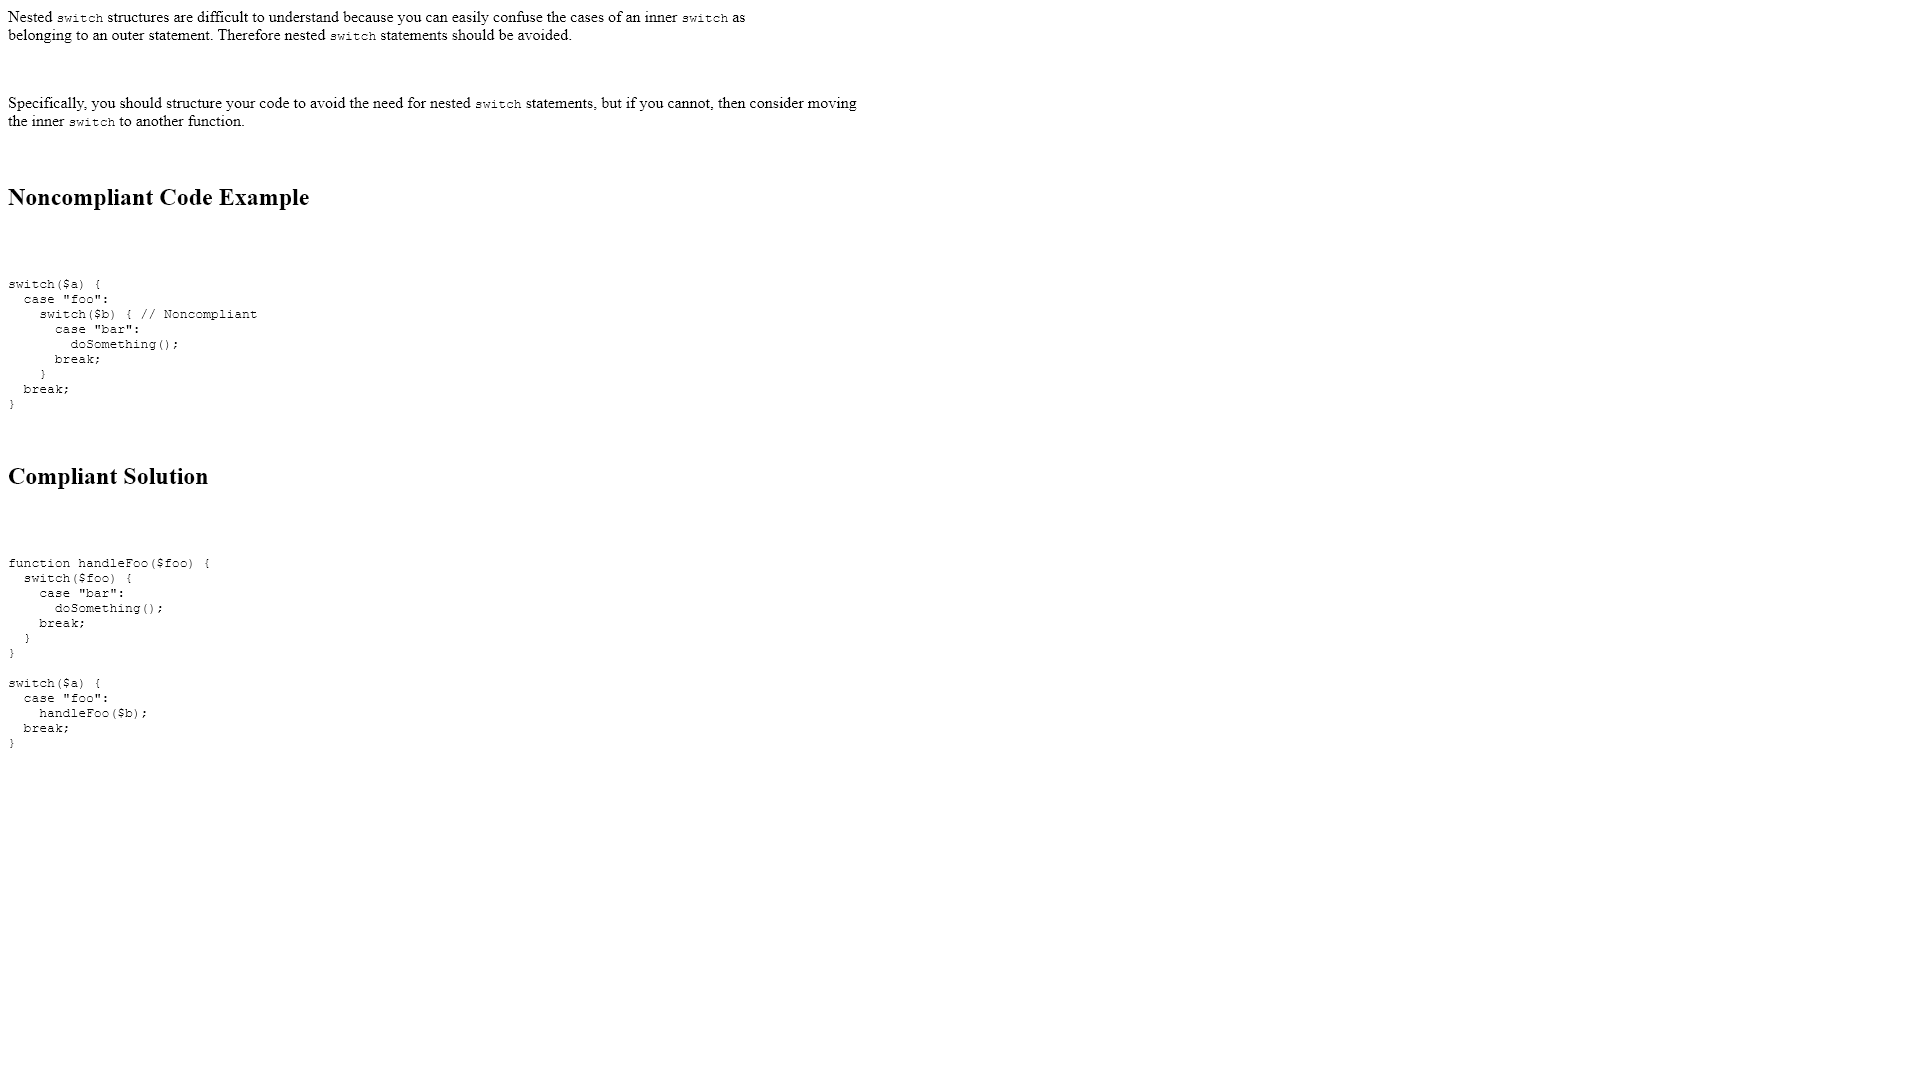 Nested switch structures are difficult to understand because you can easily confuse the cases of an inner switch as
belonging to an outer statement. Therefore nested switch statements should be avoided.
Specifically, you should structure your code to avoid the need for nested switch statements, but if you cannot, then consider moving
the inner switch to another function.
Noncompliant Code Example
switch($a) {
  case "foo":
    switch($b) { // Noncompliant
      case "bar":
        doSomething();
      break;
    }
  break;
}
Compliant Solution
function handleFoo($foo) {
  switch($foo) {
    case "bar":
      doSomething();
    break;
  }
}
switch($a) {
  case "foo":
    handleFoo($b);
  break;
}